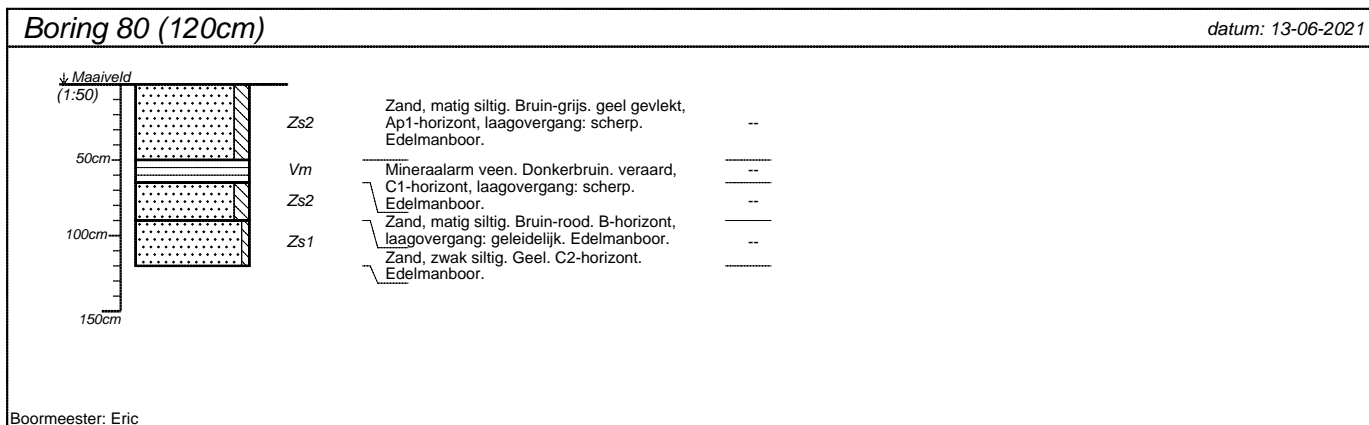 Boring 80 (120cm)
datum: 13-06-2021
Maaiveld
(1:50)
50cm
100cm
150cm
Zs2
Zand, matig siltig. Bruin-grijs. geel gevlekt,
Ap1-horizont, laagovergang: scherp.
Edelmanboor.
--
Vm
Mineraalarm veen. Donkerbruin. veraard,
C1-horizont, laagovergang: scherp.
Edelmanboor.
--
Zs2
Zand, matig siltig. Bruin-rood. B-horizont,
laagovergang: geleidelijk. Edelmanboor.
--
Zs1
Zand, zwak siltig. Geel. C2-horizont.
Edelmanboor.
--
Boormeester: Eric